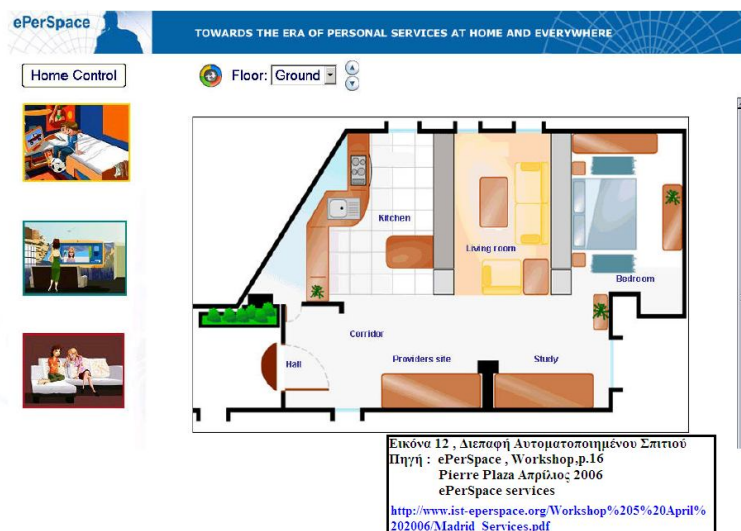 ePerSpace
TOWARDS THE ERA OF PERSONAL SERVICES AT HOME AND EVERYWHERE
Home Control
Floor: Ground
Kitchen
Living room
Bedroom
Corridor
Hall
Providers site
Study
Εικόνα 12 , Διεπαφή Αυτοματοποιημένου Σπιτιού
Πηγή : ePerSpace , Workshop,p.16
Pierre Plaza Απρίλιος 2006
ePerSpace services
http://www.ist-eperspace.org/Workshop%205%20April%
202006/Madrid_Services.pdf